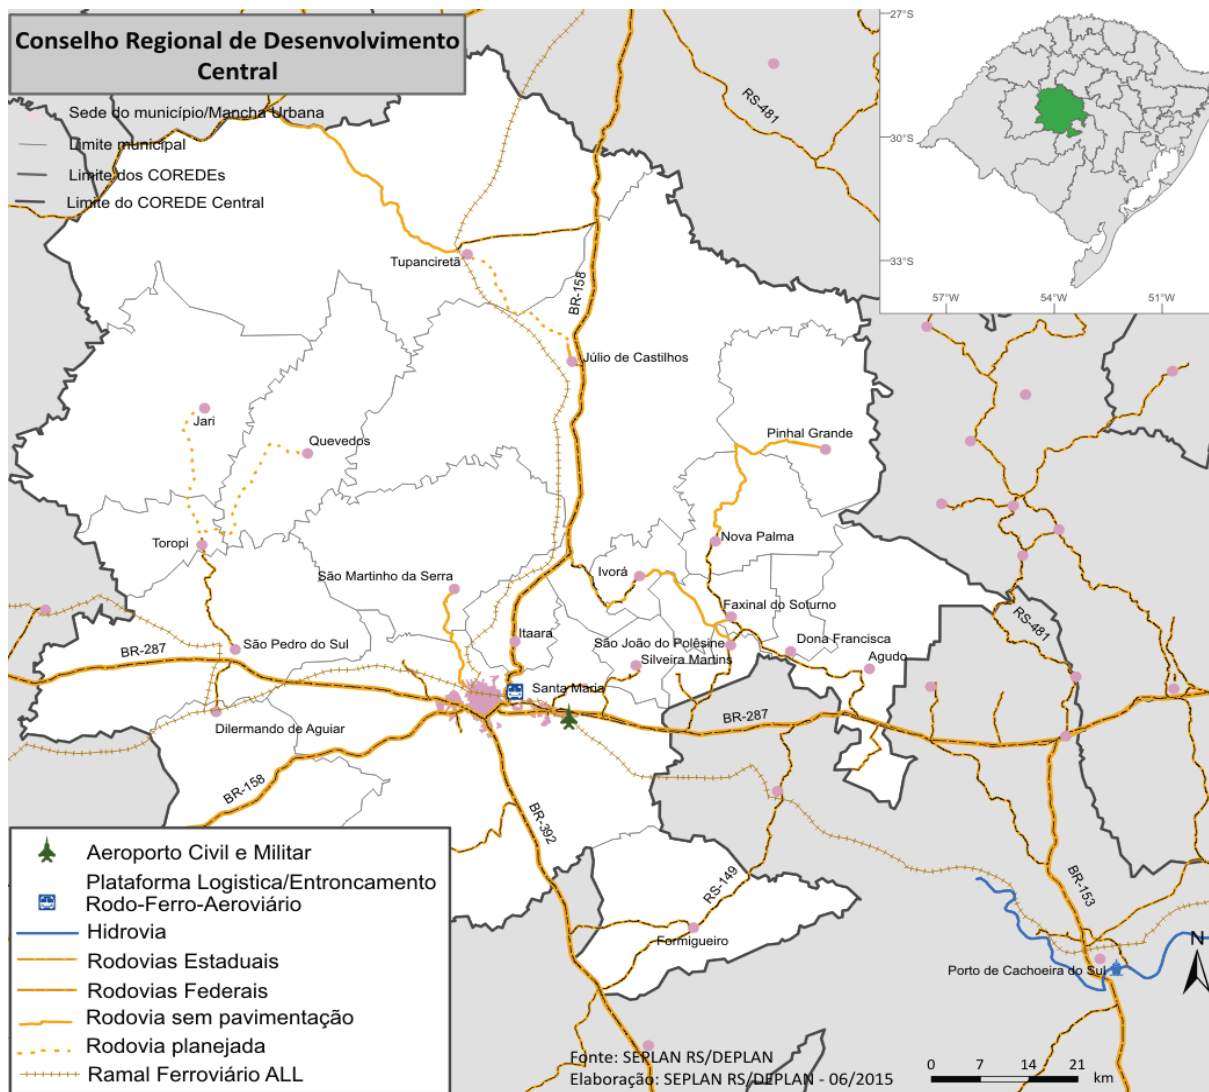 Conselho Regional de Desenvolvimento
Central
Sede do município/Mancha Urbana
Limite municipal
Limite dos COREDEs
Limite do COREDE Central
27°S
30°S
33°S
57°W
54°W
51°W
RS-481
Tupanciretã
BR-158
Júlio de Castilhos
Jari
Quevedos
Pinhal Grande
Toropi
Nova Palma
São Martinho da Serra
Ivorá
Faxinal do Soturno
Itaara
São João do Polêsine
Dona Francisca
RS-481
São Pedro do Sul
Silveira Martins
Agudo
BR-287
Santa Maria
BR-287
Dilermando de Aguiar
BR-158
BR-392
RS-149
BR-153
Formigueiro
Porto de Cachoeira do Sul
N
Aeroporto Civil e Militar
Plataforma Logistica/Entroncamento
Rodo-Ferro-Aeroviário
Hidrovia
Rodovias Estaduais
Rodovias Federais
Rodovia sem pavimentação
Rodovia planejada
Ramal Ferroviário ALL
Fonte: SEPLAN RS/DEPLAN
Elaboração: SEPLAN RS/DEPLAN - 06/2015
0 7 14 21
km